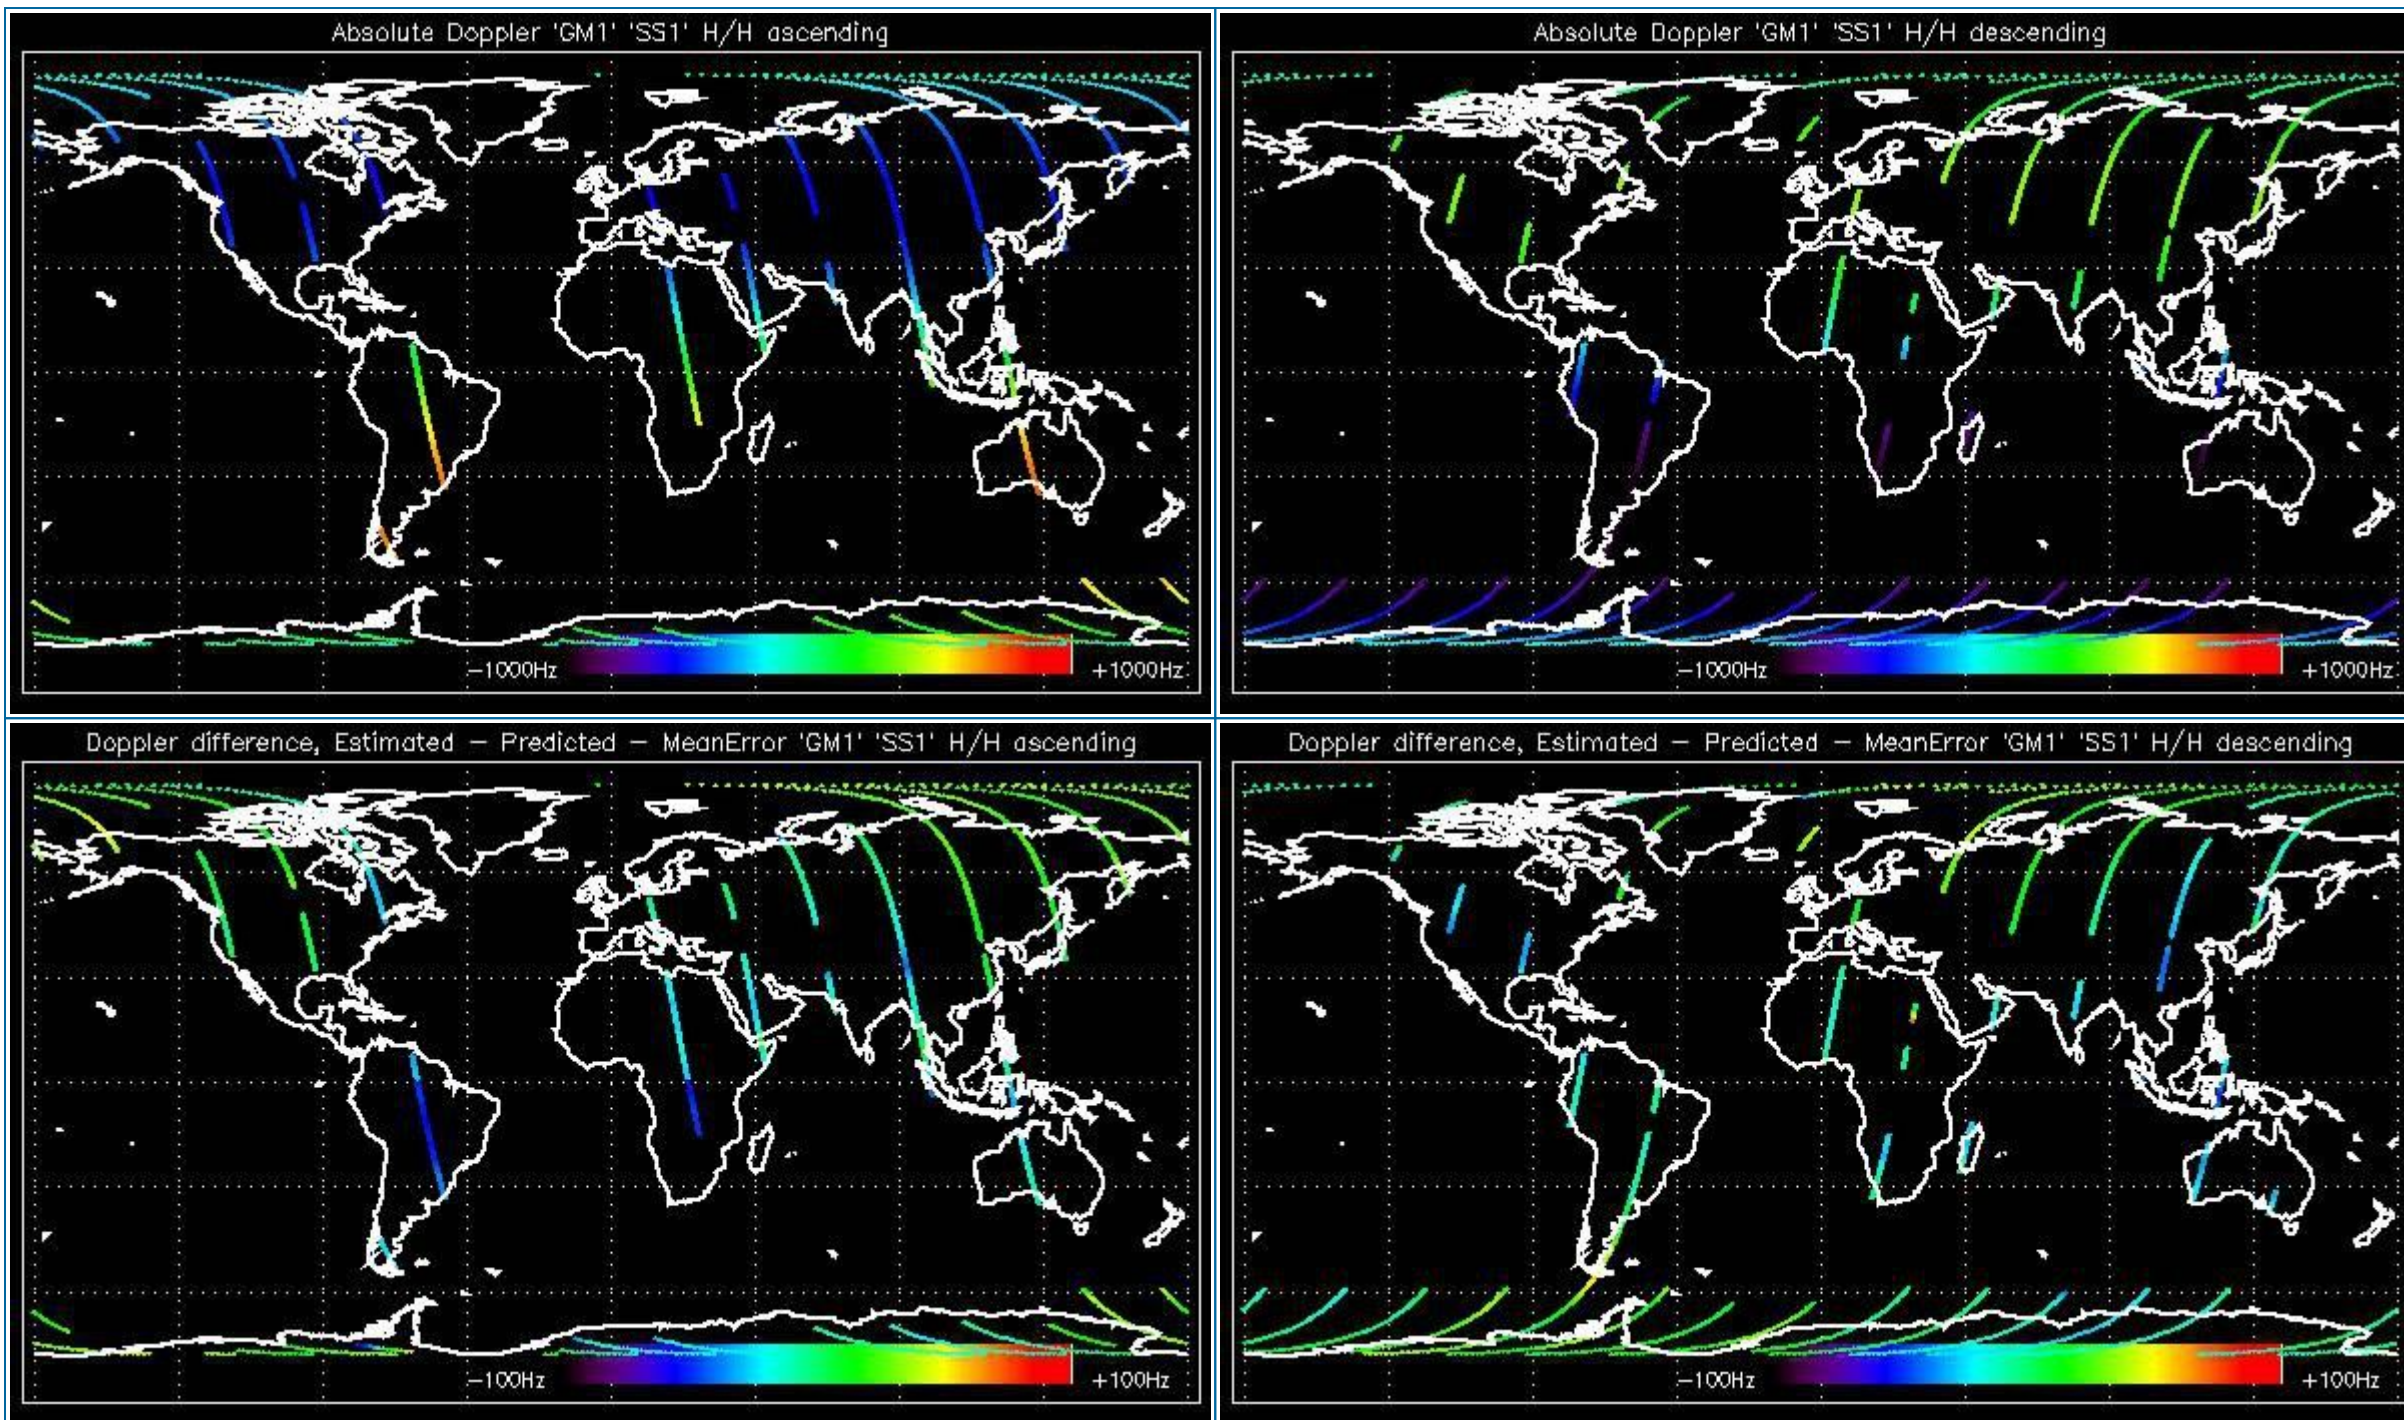 Absolute Doppler 'GM1' 'SS1' H/H ascending
-1000Hz
+1000Hz
Absolute Doppler 'GM1' 'SS1' H/H descending
-1000Hz
+1000Hz
Doppler difference, Estimated - Predicted - MeanError 'GM1' 'SS1' H/H ascending
-100Hz
+100Hz
Doppler difference, Estimated - Predicted - MeanError 'GM1' 'SS1' H/H descending
-100Hz
+100Hz